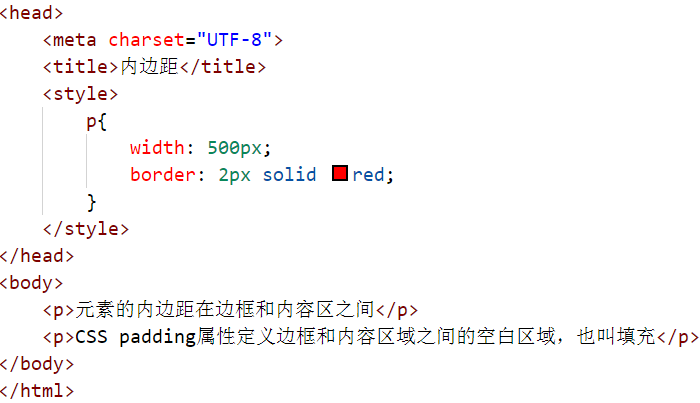 <head>
    <meta charset="UTF-8">
    <title>内边距</title>
    <style>
        p{
            width: 500px;
            border: 2px solid red;
        }
    </style>
</head>
<body>
    <p>元素的内边距在边框和内容区之间</p>
    <p>CSS padding属性定义边框和内容区域之间的空白区域，也叫填充</p>
</body>
</html>